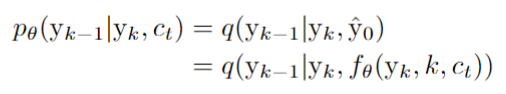 pθ(yk−1|yk, ct) = q(yk−1|yk, ŷ0)
= q(yk−1|yk, fθ(yk, k, ct))